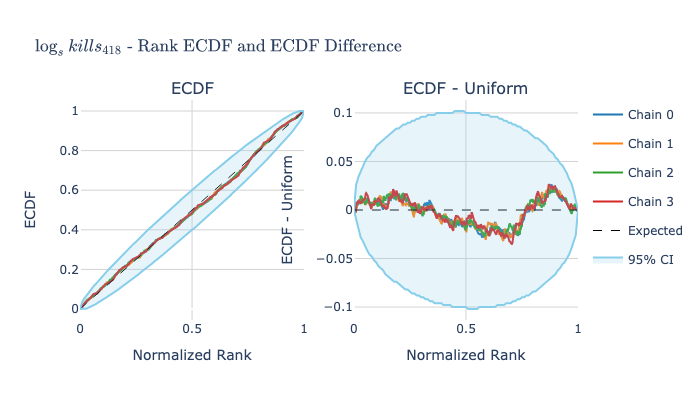 log_s kills_418 - Rank ECDF and ECDF Difference
ECDF
ECDF
1
0.8
0.6
0.4
0.2
0
0
0.5
1
Normalized Rank
ECDF - Uniform
ECDF - Uniform
0.1
0.05
0
−0.05
−0.1
0
0.5
1
Normalized Rank
Chain 0
Chain 1
Chain 2
Chain 3
Expected
95% CI